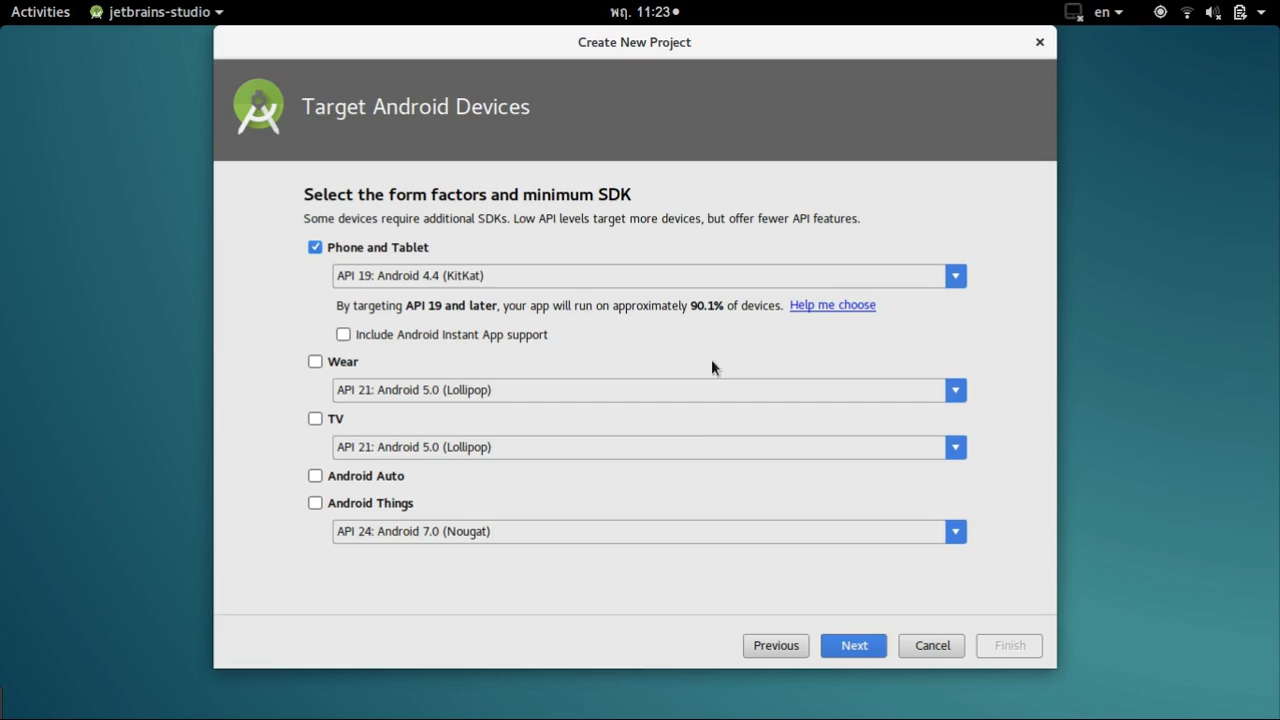 Activities jetbrains-studio พฤ. 11:23● en
Create New Project ×
Target Android Devices
Select the form factors and minimum SDK
Some devices require additional SDKs. Low API levels target more devices, but offer fewer API features.
Phone and Tablet
API 19: Android 4.4 (KitKat)
By targeting API 19 and later, your app will run on approximately 90.1% of devices. Help me choose
Include Android Instant App support
Wear
API 21: Android 5.0 (Lollipop)
TV
API 21: Android 5.0 (Lollipop)
Android Auto
Android Things
API 24: Android 7.0 (Nougat)
Previous Next Cancel Finish